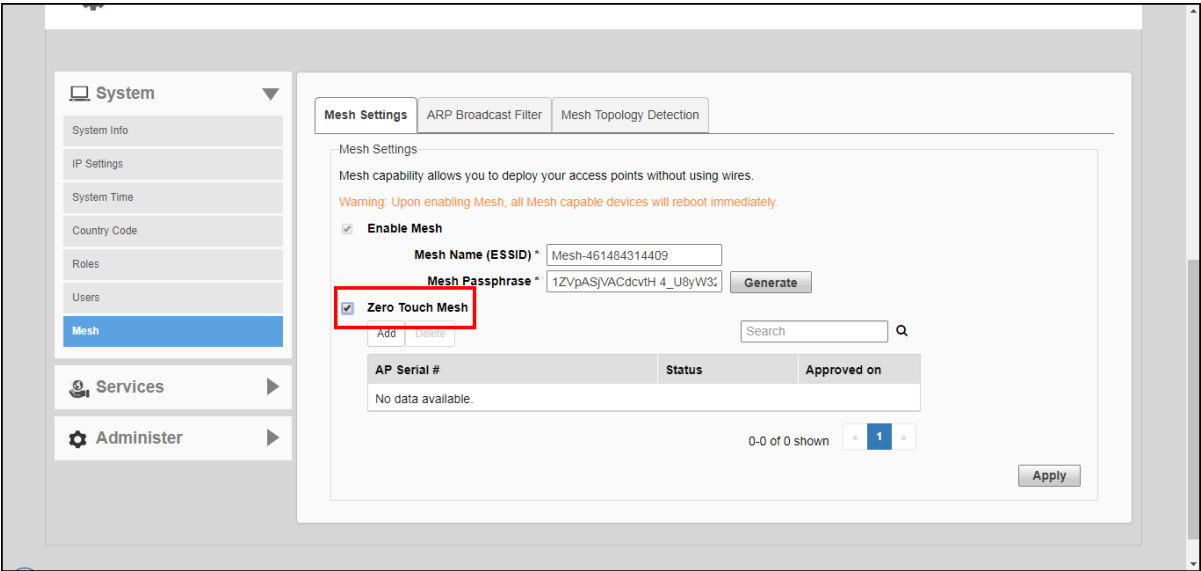 System
System Info
IP Settings
System Time
Country Code
Roles
Users
Mesh
Services
Administer
Mesh Settings ARP Broadcast Filter Mesh Topology Detection
Mesh Settings
Mesh capability allows you to deploy your access points without using wires.
Warning: Upon enabling Mesh, all Mesh capable devices will reboot immediately.
Enable Mesh
Mesh Name (ESSID) * Mesh-461484314409
Mesh Passphrase * 1ZVpASjVACdcvtH 4_U8yW32 Generate
Zero Touch Mesh
Add Delete Search
AP Serial # Status Approved on
No data available.
0-0 of 0 shown « 1 »
Apply